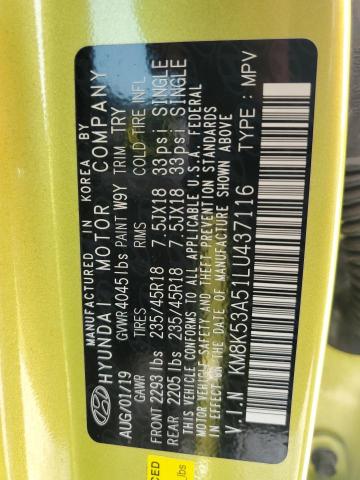 MANUFACTURED IN KOREA BY
HYUNDAI MOTOR COMPANY
AUG/01/19 GVWR 4045lbs PAINT W9Y TRIM TRY
GAWR TIRES RIMS COLD TIRE INFL
FRONT 2293 lbs 235/45R18 7.5JX18 33psi SINGLE
REAR 2205 lbs 235/45R18 7.5JX18 33psi SINGLE
THIS VEHICLE CONFORMS TO ALL APPLICABLE U.S.A. FEDERAL
MOTOR VEHICLE SAFETY, BUMPER, AND THEFT PREVENTION STANDARDS
IN EFFECT ON THE DATE OF MANUFACTURE SHOWN ABOVE
V.I.N : KM8K53A51LU437116 TYPE : MPV
lbs